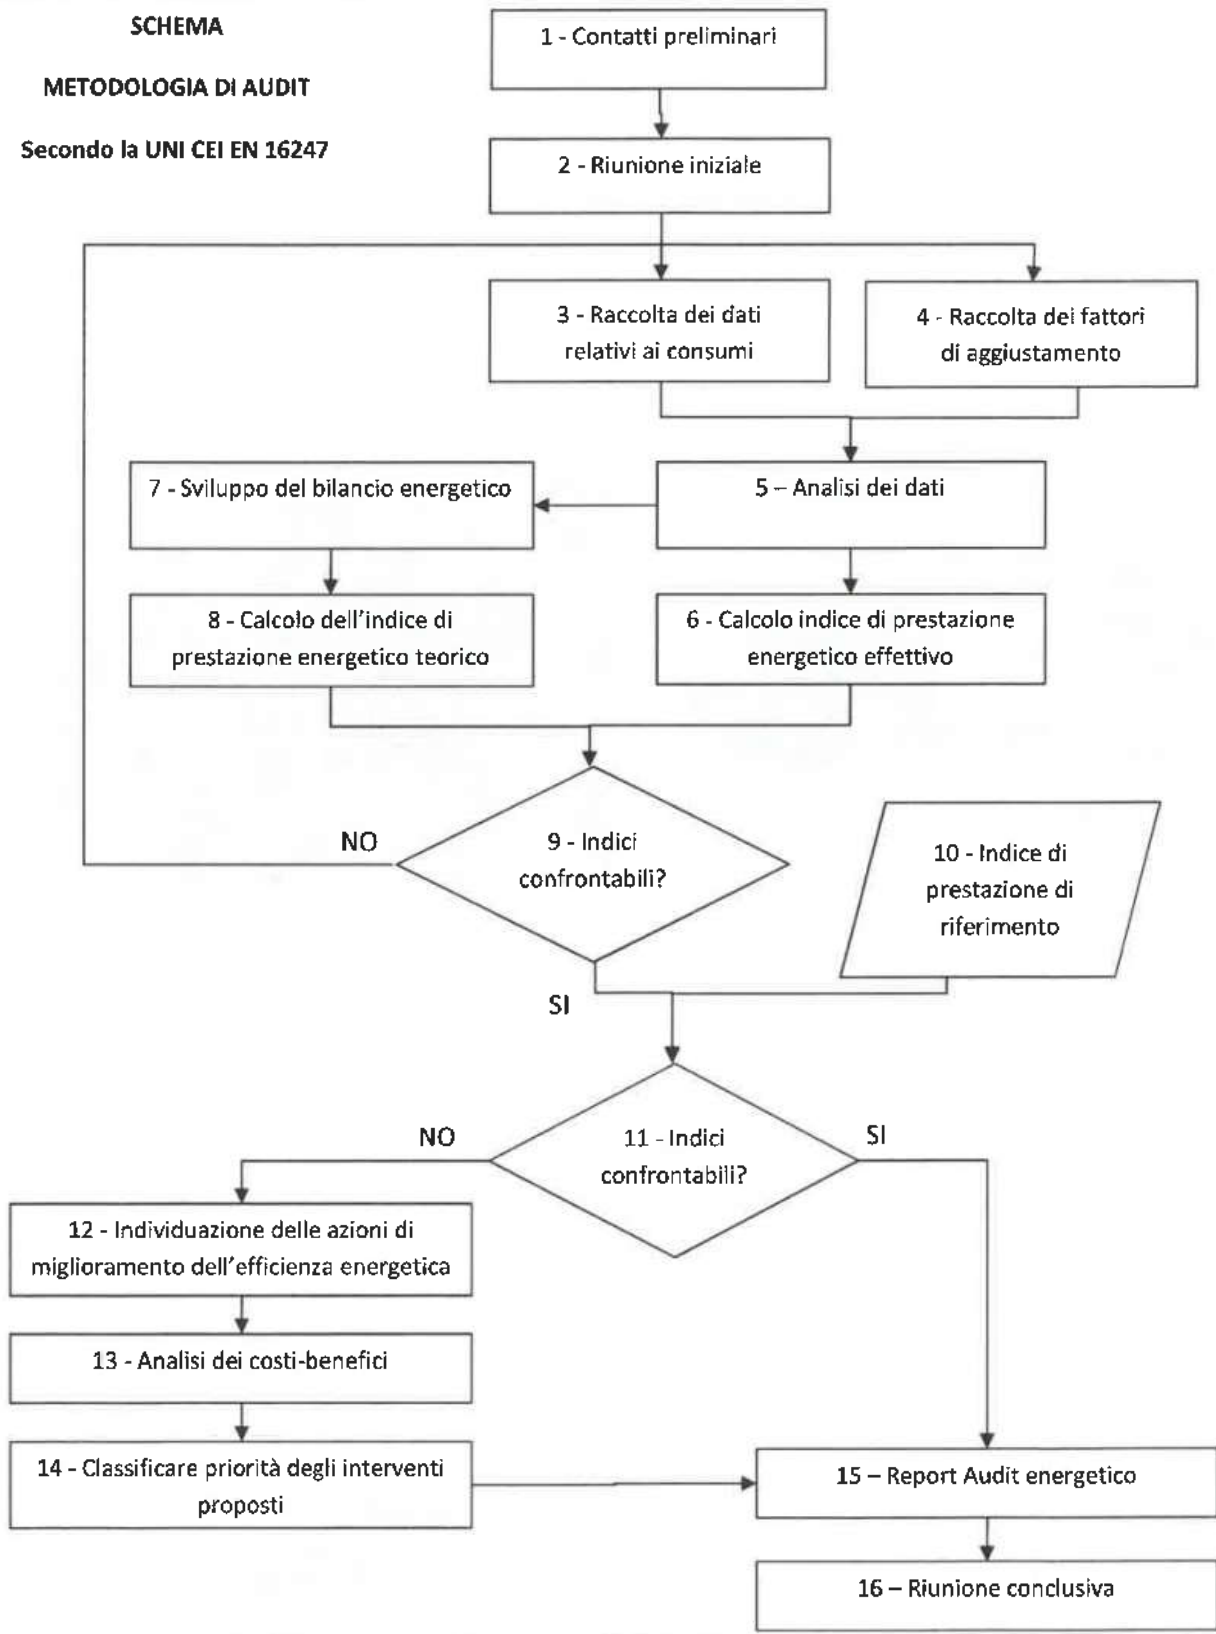 SCHEMA
METODOLOGIA DI AUDIT
Secondo la UNI CEI EN 16247
1 - Contatti preliminari
2 - Riunione iniziale
3 - Raccolta dei dati
relativi ai consumi
4 - Raccolta dei fattori
di aggiustamento
7 - Sviluppo del bilancio energetico
5 – Analisi dei dati
8 - Calcolo dell'indice di
prestazione energetico teorico
6 - Calcolo indice di prestazione
energetico effettivo
NO
9 - Indici
confrontabili?
10 - Indice di
prestazione di
riferimento
SI
NO
11 - Indici
confrontabili?
SI
12 - Individuazione delle azioni di
miglioramento dell'efficienza energetica
13 - Analisi dei costi-benefici
14 - Classificare priorità degli interventi
proposti
15 – Report Audit energetico
16 – Riunione conclusiva